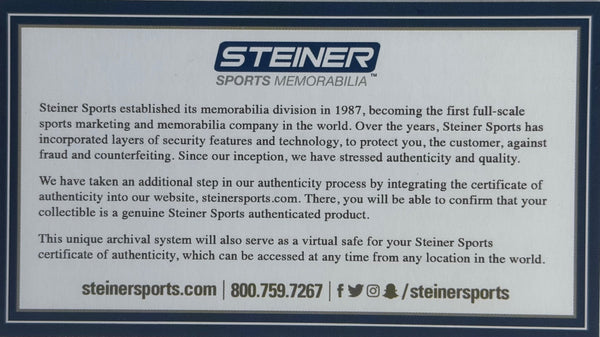 STEINER
SPORTS MEMORABILIA™
Steiner Sports established its memorabilia division in 1987, becoming the first full-scale
sports marketing and memorabilia company in the world. Over the years, Steiner Sports has
incorporated layers of security features and technology, to protect you, the customer, against
fraud and counterfeiting. Since our inception, we have stressed authenticity and quality.
We have taken an additional step in our authenticity process by integrating the certificate of
authenticity into our website, steinersports.com. There, you will be able to confirm that your
collectible is a genuine Steiner Sports authenticated product.
This unique archival system will also serve as a virtual safe for your Steiner Sports
certificate of authenticity, which can be accessed at any time from any location in the world.
steinersports.com | 800.759.7267 | f /steinersports